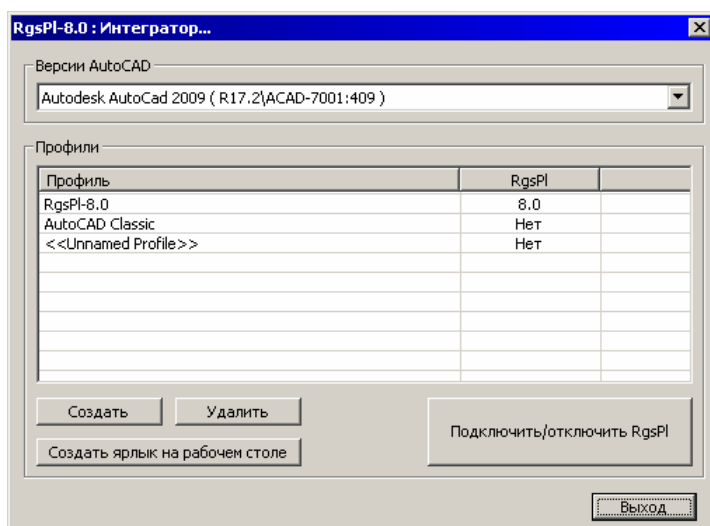 RgsPl-8.0 : Интегратор...
Версии AutoCAD
Autodesk AutoCad 2009 ( R17.2\ACAD-7001:409 )
Профили
Профиль RgsPl
RgsPl-8.0 8.0
AutoCAD Classic Нет
<<Unnamed Profile>> Нет
Создать Удалить
Подключить/отключить RgsPl
Создать ярлык на рабочем столе
Выход